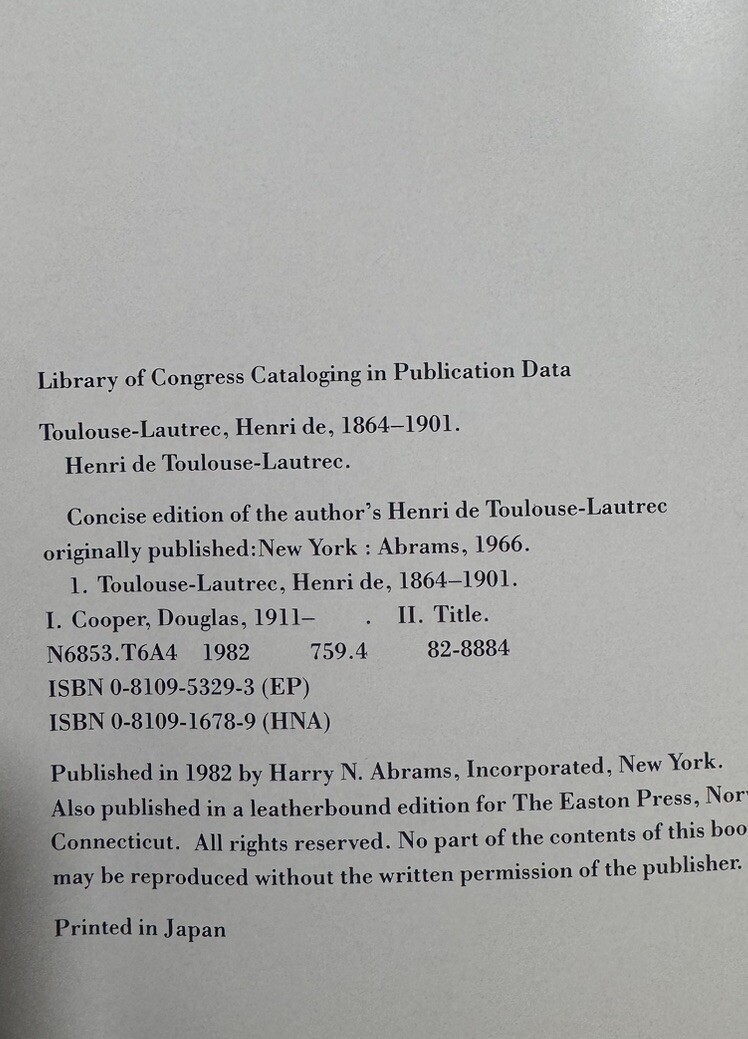 Library of Congress Cataloging in Publication Data
Toulouse-Lautrec, Henri de, 1864–1901.
Henri de Toulouse-Lautrec.
Concise edition of the author's Henri de Toulouse-Lautrec
originally published:New York : Abrams, 1966.
1. Toulouse-Lautrec, Henri de, 1864–1901.
I. Cooper, Douglas, 1911– . II. Title.
N6853.T6A4 1982 759.4 82-8884
ISBN 0-8109-5329-3 (EP)
ISBN 0-8109-1678-9 (HNA)
Published in 1982 by Harry N. Abrams, Incorporated, New York.
Also published in a leatherbound edition for The Easton Press,
Connecticut. All rights reserved. No part of the contents of this
may be reproduced without the written permission of the publisher.
Printed in Japan